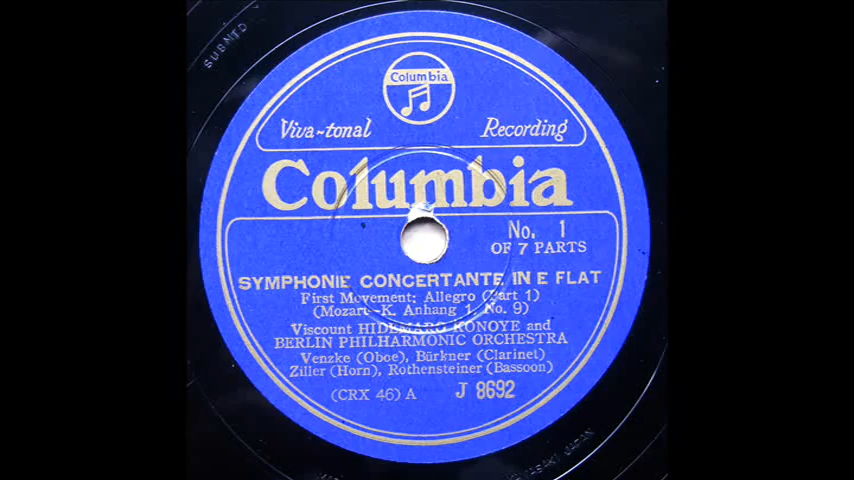 SUBNTD
Columbia
Viva-tonal Recording
Columbia
No. 1
OF 7 PARTS
SYMPHONIE CONCERTANTE IN E FLAT
First Movement: Allegro (Part 1)
(Mozart—K. Anhang 1, No. 9)
Viscount HIDEMARO KONOYE and
BERLIN PHILHARMONIC ORCHESTRA
Venzke (Oboe), Bürkner (Clarinet)
Ziller (Horn), Rothensteiner (Bassoon)
(CRX 46) A J 8692
JAPAN